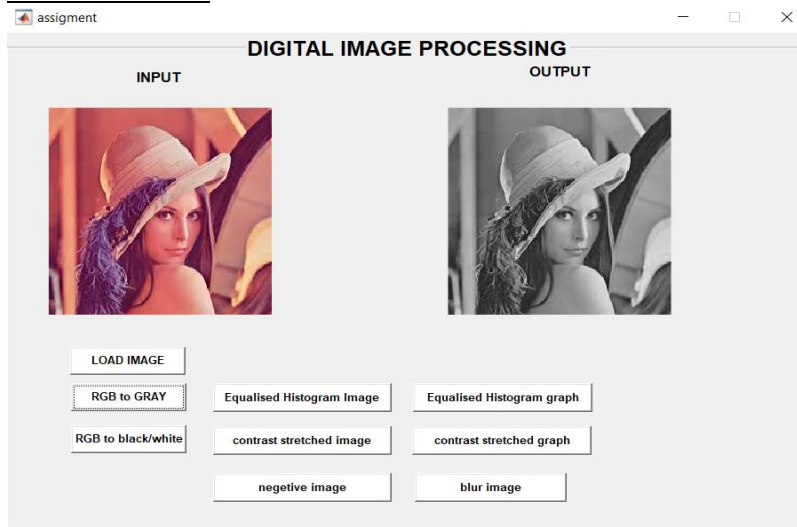 assigment
DIGITAL IMAGE PROCESSING
INPUT
OUTPUT
LOAD IMAGE
RGB to GRAY
Equalised Histogram Image
Equalised Histogram graph
RGB to black/white
contrast stretched image
contrast stretched graph
negetive image
blur image